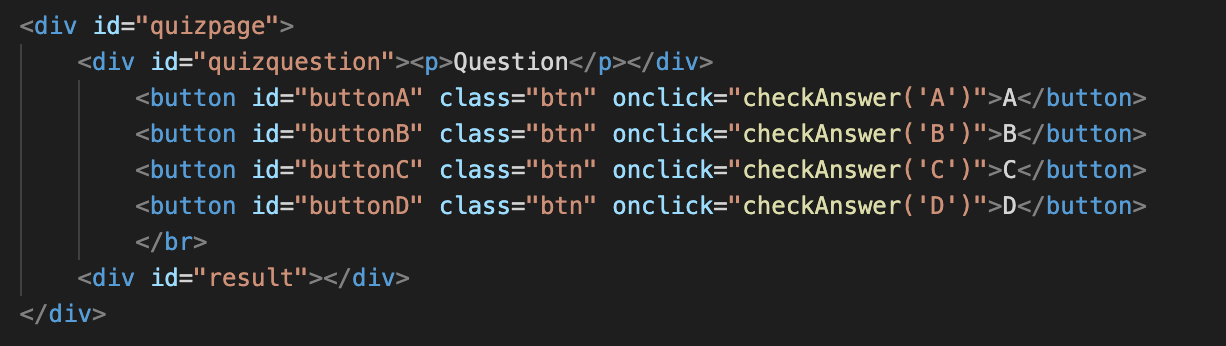 <div id="quizpage">
<div id="quizquestion"><p>Question</p></div>
<button id="buttonA" class="btn" onclick="checkAnswer('A')">A</button>
<button id="buttonB" class="btn" onclick="checkAnswer('B')">B</button>
<button id="buttonC" class="btn" onclick="checkAnswer('C')">C</button>
<button id="buttonD" class="btn" onclick="checkAnswer('D')">D</button>
</br>
<div id="result"></div>
</div>